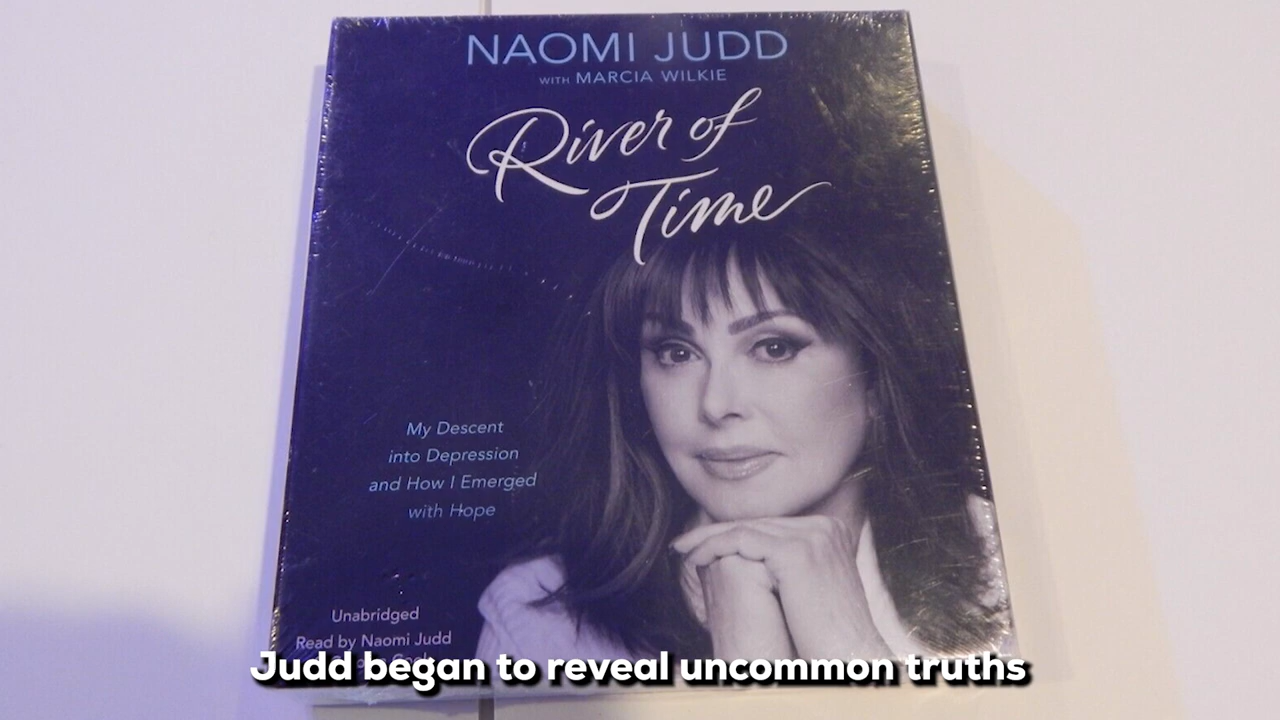 NAOMI JUDD
WITH MARCIA WILKIE
River of
Time
My Descent
into Depression
and How I Emerged
with Hope
Unabridged
Read by Naomi Judd
Judd began to reveal uncommon truths